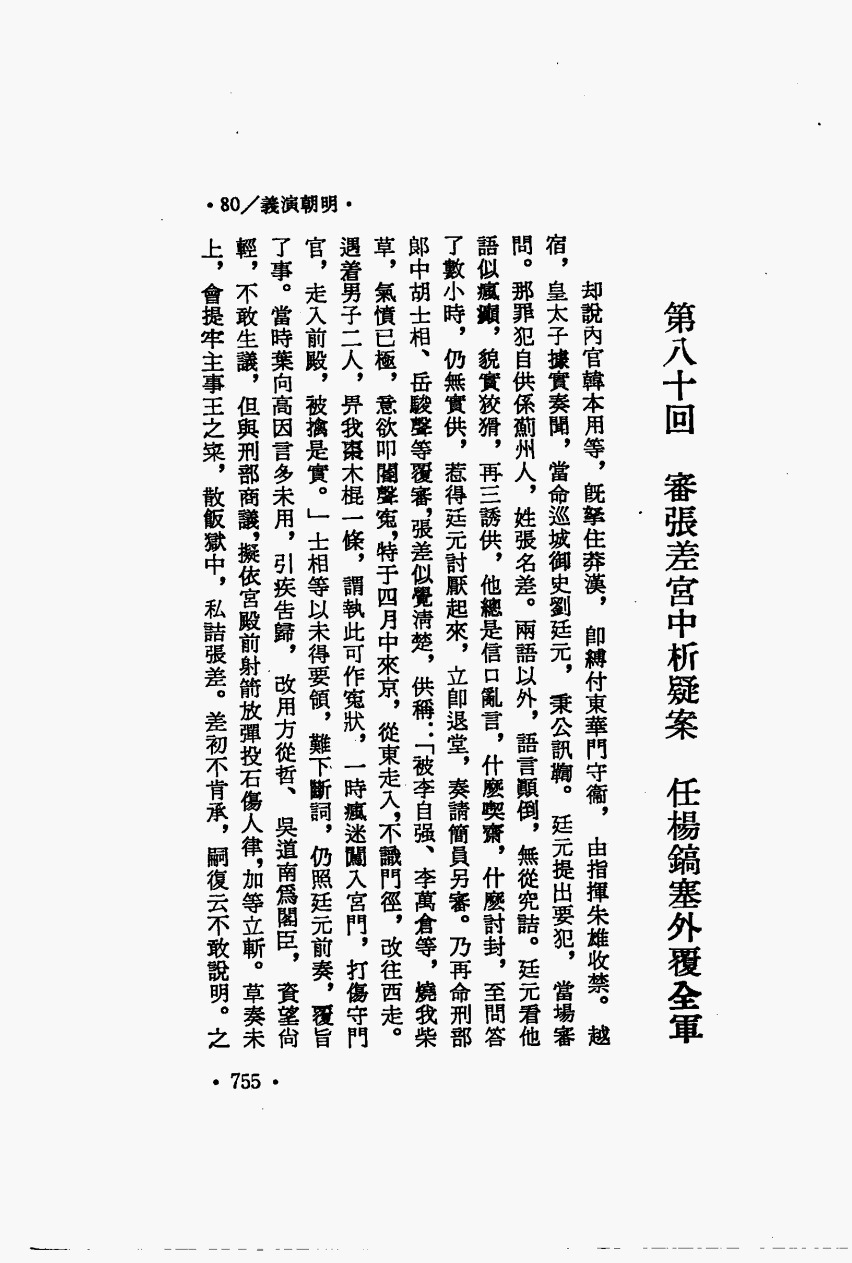 ·80／義演朝明·
第八十回　審張差宮中析疑案　任楊鎬塞外覆全軍
却說內官韓本用等，既拏住莽漢，卽縛付東華門守衞，由指揮朱雄收禁。越
宿，皇太子據實奏聞，當命巡城御史劉廷元，秉公訊鞫。廷元提出要犯，當場審
問。那罪犯自供係薊州人，姓張名差。兩語以外，語言顚倒，無從究詰。廷元看他
語似瘋癲，貌實狡猾，再三誘供，他總是信口亂言，什麽喫齋，什麽討封，至問答
了數小時，仍無實供，惹得廷元討厭起來，立卽退堂，奏請簡員另審。乃再命刑部
郞中胡士相、岳駿聲等覆審，張差似覺清楚，供稱：「被李自强、李萬倉等，燒我柴
草，氣憤已極，意欲叩閽聲寃，特于四月中來京，從東走入，不識門徑，改往西走。
遇着男子二人，畀我棗木棍一條，謂執此可作寃狀，一時瘋迷闖入宮門，打傷守門
官，走入前殿，被擒是實。」士相等以未得要領，難下斷詞，仍照廷元前奏，覆旨
了事。當時葉向高因言多未用，引疾告歸，改用方從哲、吳道南爲閣臣，資望尙
輕，不敢生議，但與刑部商議，擬依宮殿前射箭放彈投石傷人律，加等立斬。草奏未
上，會提牢主事王之寀，散飯獄中，私詰張差。差初不肯承，嗣復云不敢說明。之
·755·